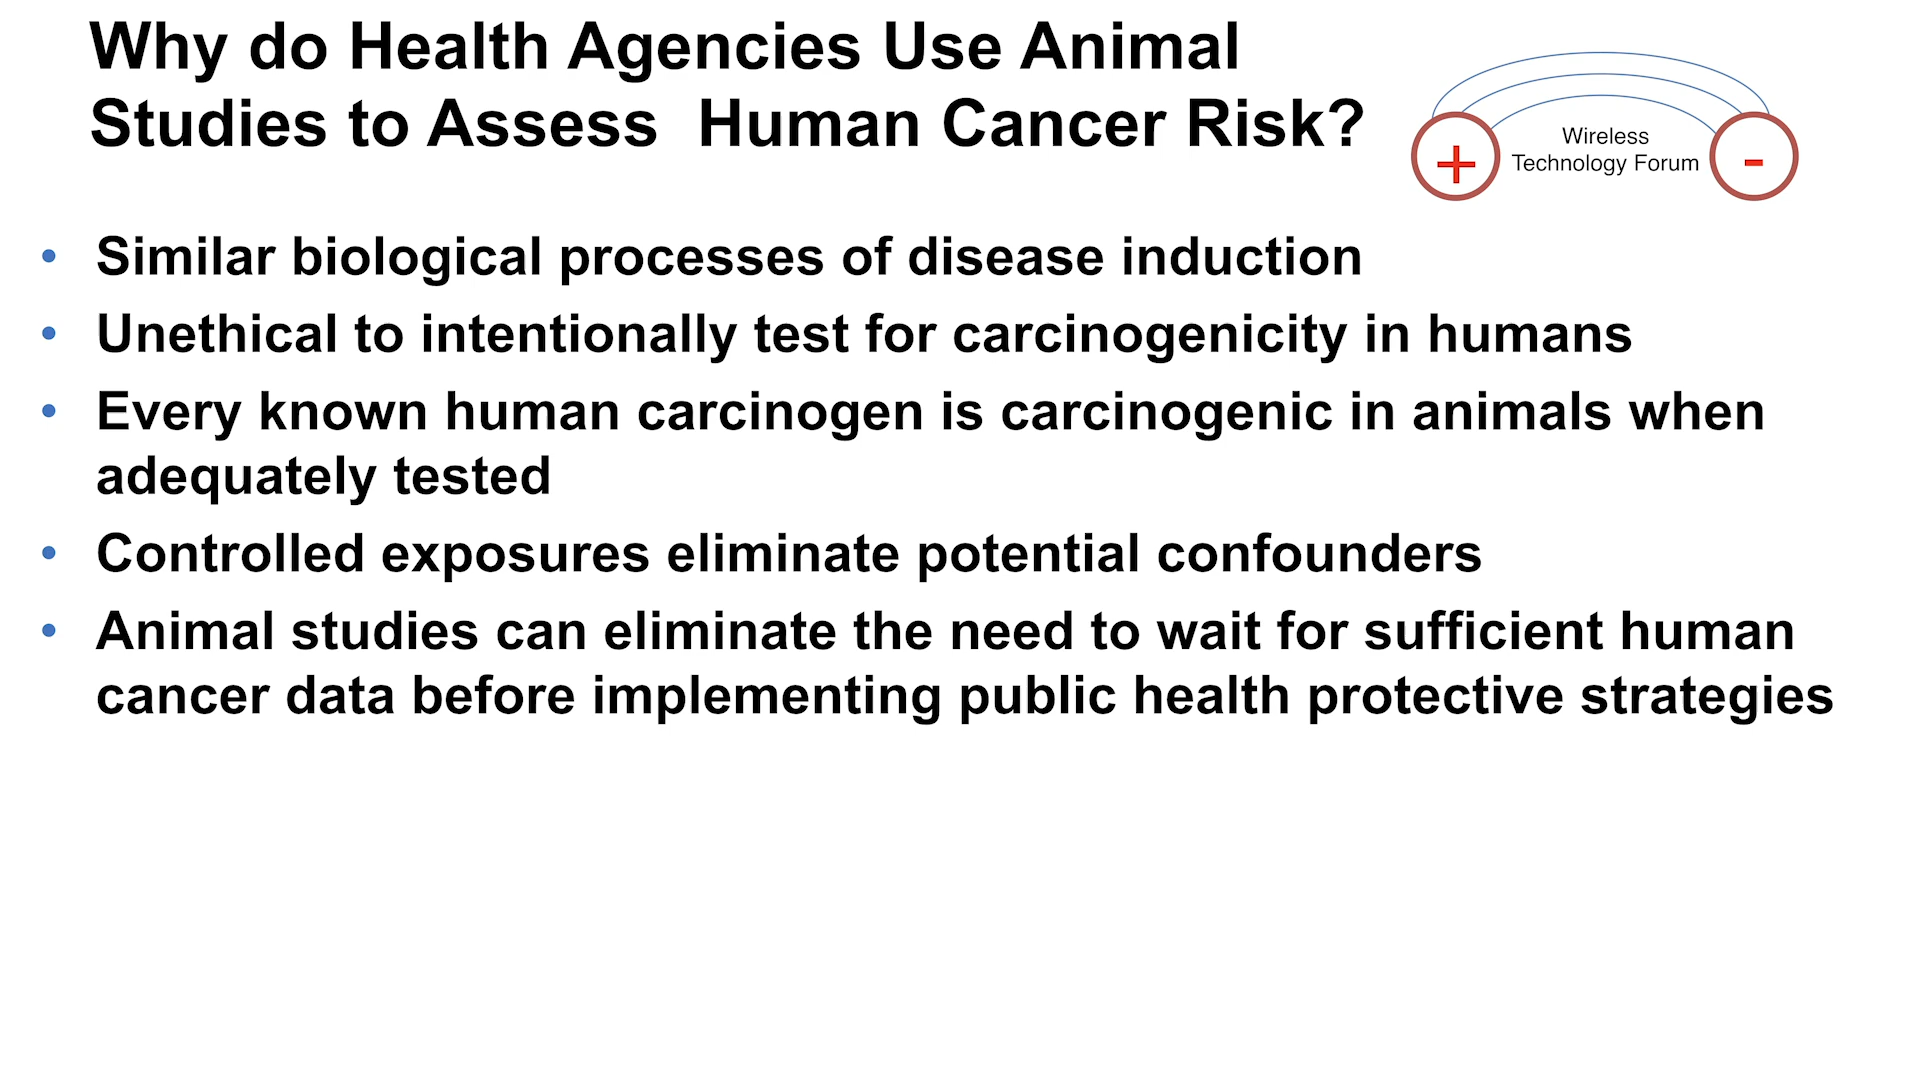 Why do Health Agencies Use Animal
Studies to Assess  Human Cancer Risk?
Wireless
Technology Forum
+
-
• Similar biological processes of disease induction
• Unethical to intentionally test for carcinogenicity in humans
• Every known human carcinogen is carcinogenic in animals when
adequately tested
• Controlled exposures eliminate potential confounders
• Animal studies can eliminate the need to wait for sufficient human
cancer data before implementing public health protective strategies